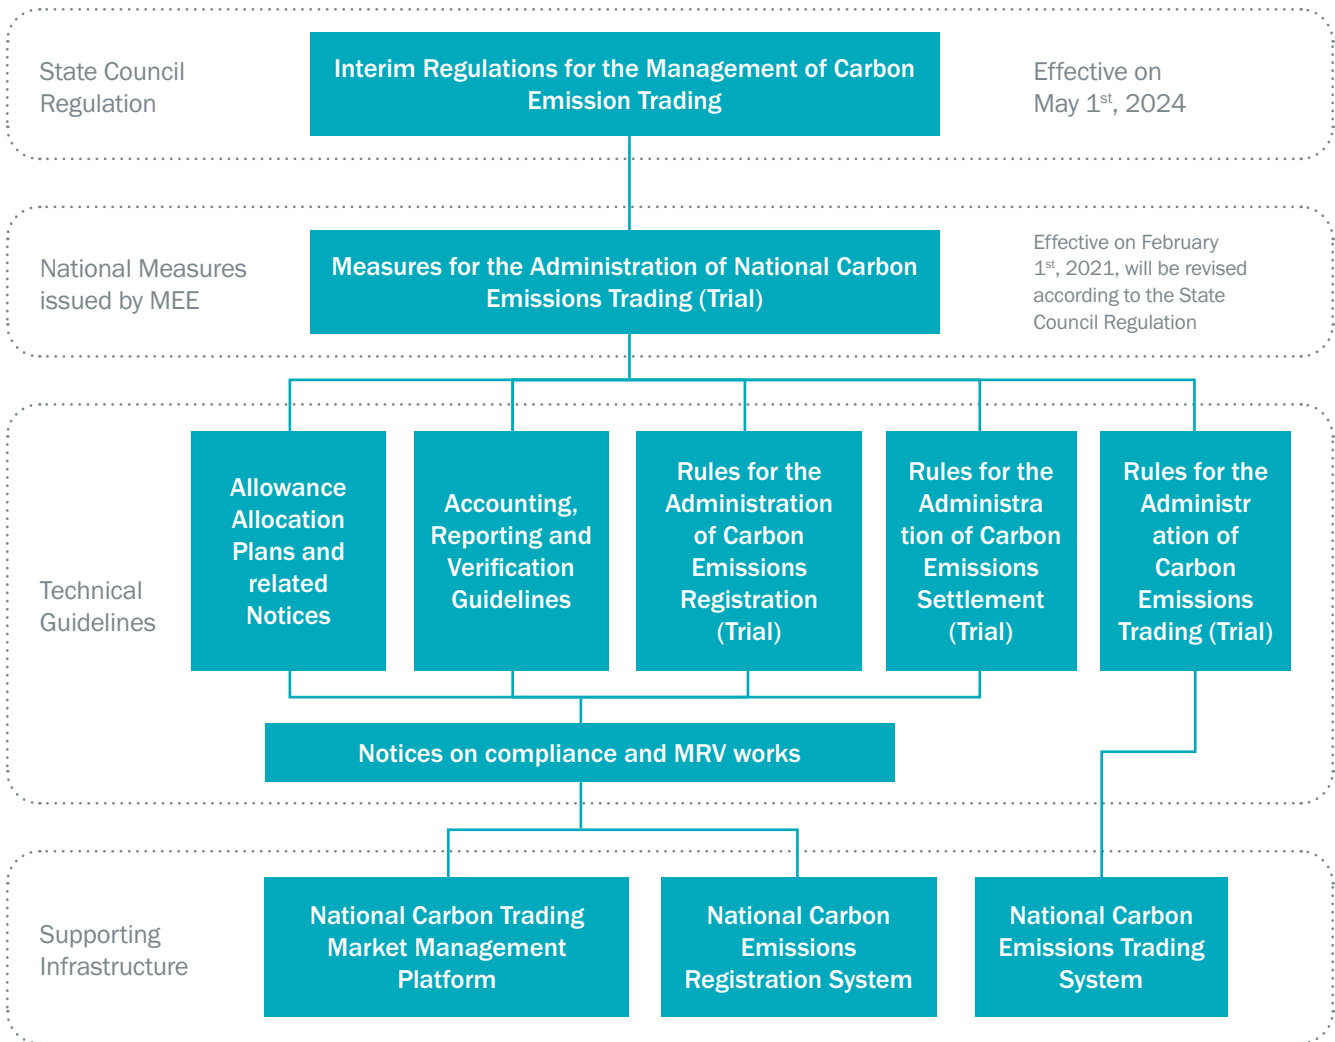 State Council
Regulation
Interim Regulations for the Management of Carbon
Emission Trading
Effective on
May 1st, 2024
National Measures
issued by MEE
Measures for the Administration of National Carbon
Emissions Trading (Trial)
Effective on February
1st, 2021, will be revised
according to the State
Council Regulation
Technical
Guidelines
Allowance
Allocation
Plans and
related
Notices
Accounting,
Reporting and
Verification
Guidelines
Rules for the
Administration
of Carbon
Emissions
Registration
(Trial)
Rules for the
Administra
tion of Carbon
Emissions
Settlement
(Trial)
Rules for the
Administr
ation of
Carbon
Emissions
Trading (Trial)
Notices on compliance and MRV works
Supporting
Infrastructure
National Carbon Trading
Market Management
Platform
National Carbon
Emissions
Registration System
National Carbon
Emissions Trading
System